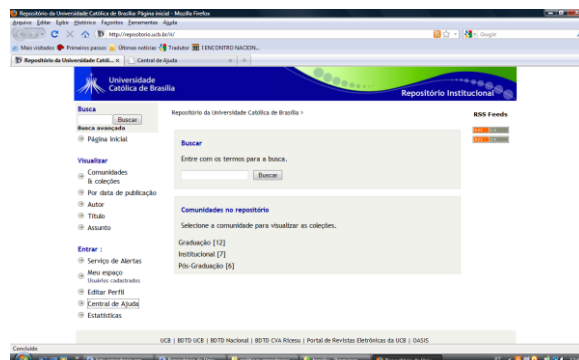 Repositório da Universidade Católica de Brasília: Página inicial - Mozilla Firefox
Arquivo Editar Exibir Histórico Favoritos Ferramentas Ajuda
http://repositorio.ucb.br/
Google
Mais visitados Primeiros passos Últimas notícias Tradutor I ENCONTRO NACION...
Repositório da Universidade Catól... Central de Ajuda
Universidade
Católica de Brasília
Repositório Institucional
Busca
Buscar
Busca avançada
Página Inicial
Visualizar
Comunidades
& coleções
Por data de publicação
Autor
Título
Assunto
Entrar :
Serviço de Alertas
Meu espaço
Usuários cadastrados
Editar Perfil
Central de Ajuda
Estatísticas
Repositório da Universidade Católica de Brasília >
Buscar
Entre com os termos para a busca.
Buscar
Comunidades no repositório
Selecione a comunidade para visualizar as coleções.
Graduação [12]
Institucional [7]
Pós-Graduação [6]
RSS Feeds
UCB | BDTD UCB | BDTD Nacional | BDTD CVA Ricesu | Portal de Revistas Eletrônicas da UCB | OASIS
Concluído